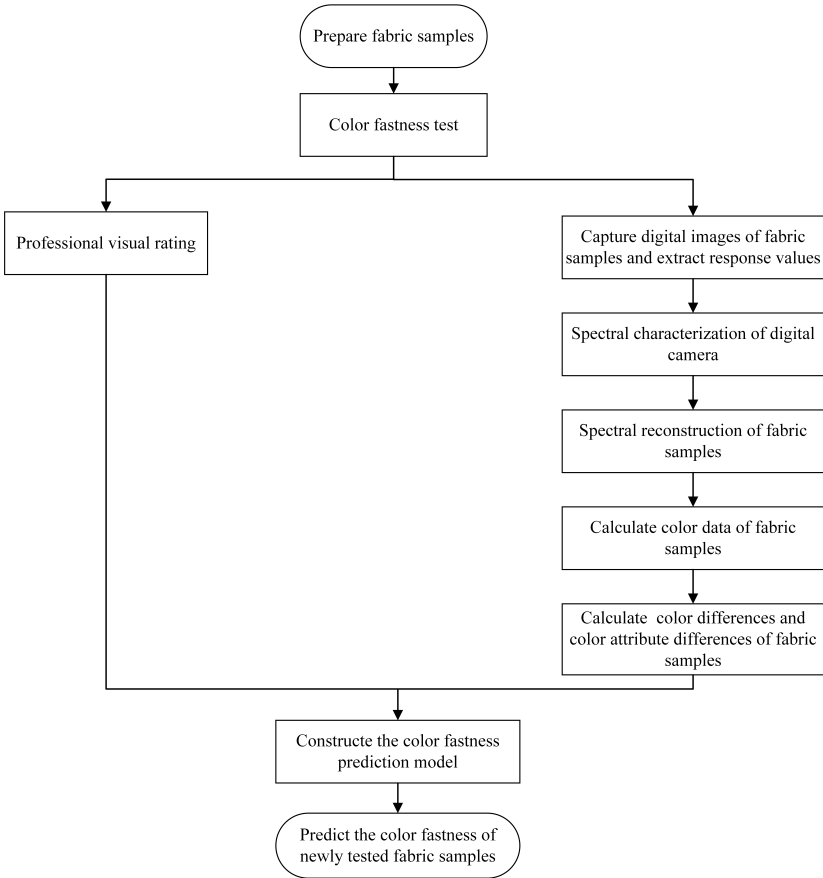 Prepare fabric samples
Color fastness test
Professional visual rating
Capture digital images of fabric
samples and extract response values
Spectral characterization of digital
camera
Spectral reconstruction of fabric
samples
Calculate color data of fabric
samples
Calculate  color differences and
color attribute differences of fabric
samples
Constructe the color fastness
prediction model
Predict the color fastness of
newly tested fabric samples